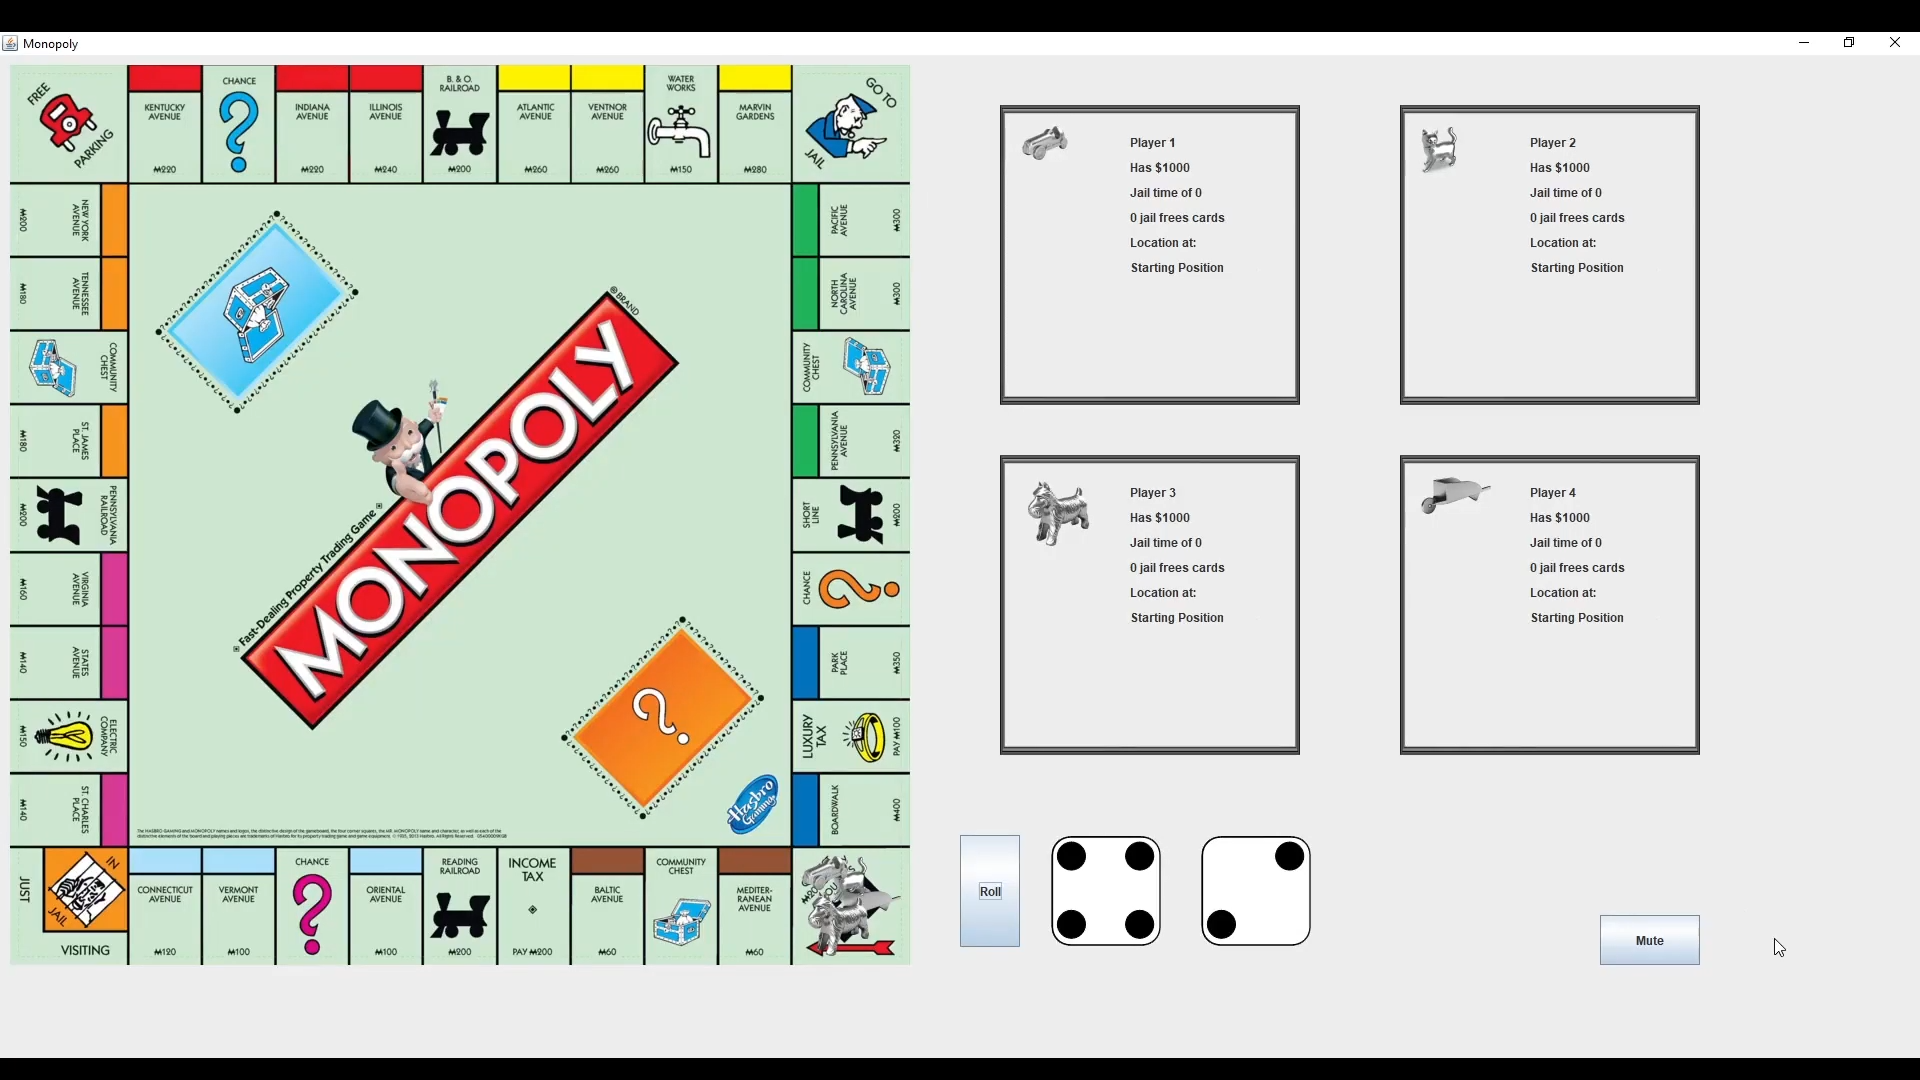 Monopoly
FREE
PARKING
KENTUCKY
AVENUE
M220
CHANCE
INDIANA
AVENUE
M220
ILLINOIS
AVENUE
M240
B. & O.
RAILROAD
M200
ATLANTIC
AVENUE
M260
VENTNOR
AVENUE
M260
WATER
WORKS
M150
MARVIN
GARDENS
M280
GO TO
JAIL
NEW YORK
AVENUE
M200
TENNESSEE
AVENUE
M180
COMMUNITY
CHEST
ST. JAMES
PLACE
M180
PENNSYLVANIA
RAILROAD
M200
VIRGINIA
AVENUE
M160
STATES
AVENUE
M140
ELECTRIC
COMPANY
M150
ST. CHARLES
PLACE
M140
PACIFIC
AVENUE
M300
NORTH
CAROLINA
AVENUE
M300
COMMUNITY
CHEST
PENNSYLVANIA
AVENUE
M320
SHORT
LINE
M200
CHANCE
PARK
PLACE
M350
LUXURY
TAX
PAY M100
BOARDWALK
M400
® BRAND
MONOPOLY
Fast-Dealing Property Trading Game
Hasbro
Gaming
JUST
IN
JAIL
VISITING
CONNECTICUT
AVENUE
M120
VERMONT
AVENUE
M100
CHANCE
ORIENTAL
AVENUE
M100
READING
RAILROAD
M200
INCOME
TAX
PAY M200
BALTIC
AVENUE
M60
COMMUNITY
CHEST
MEDITER-
RANEAN
AVENUE
M60
Player 1
Has $1000
Jail time of 0
0 jail frees cards
Location at:
Starting Position
Player 2
Has $1000
Jail time of 0
0 jail frees cards
Location at:
Starting Position
Player 3
Has $1000
Jail time of 0
0 jail frees cards
Location at:
Starting Position
Player 4
Has $1000
Jail time of 0
0 jail frees cards
Location at:
Starting Position
Roll
Mute